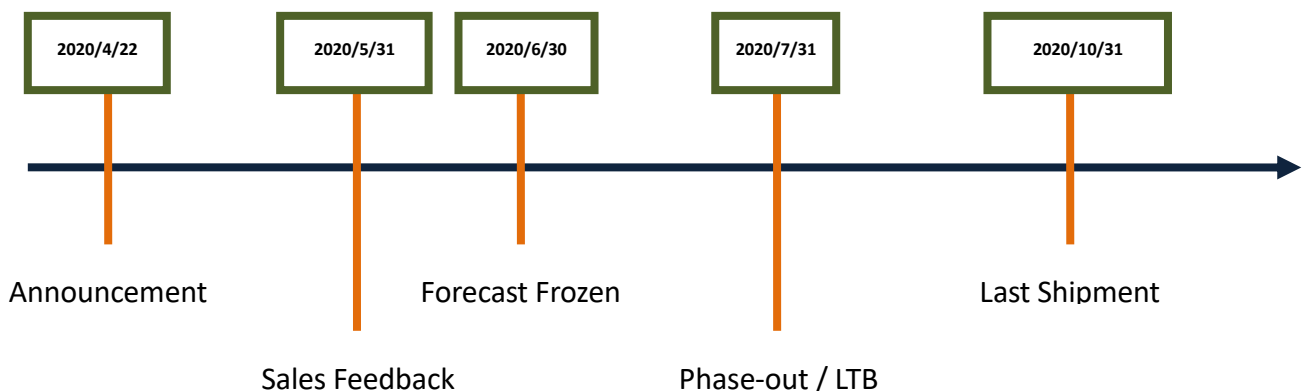 2020/4/22
2020/5/31
2020/6/30
2020/7/31
2020/10/31
Announcement
Forecast Frozen
Last Shipment
Sales Feedback
Phase-out / LTB